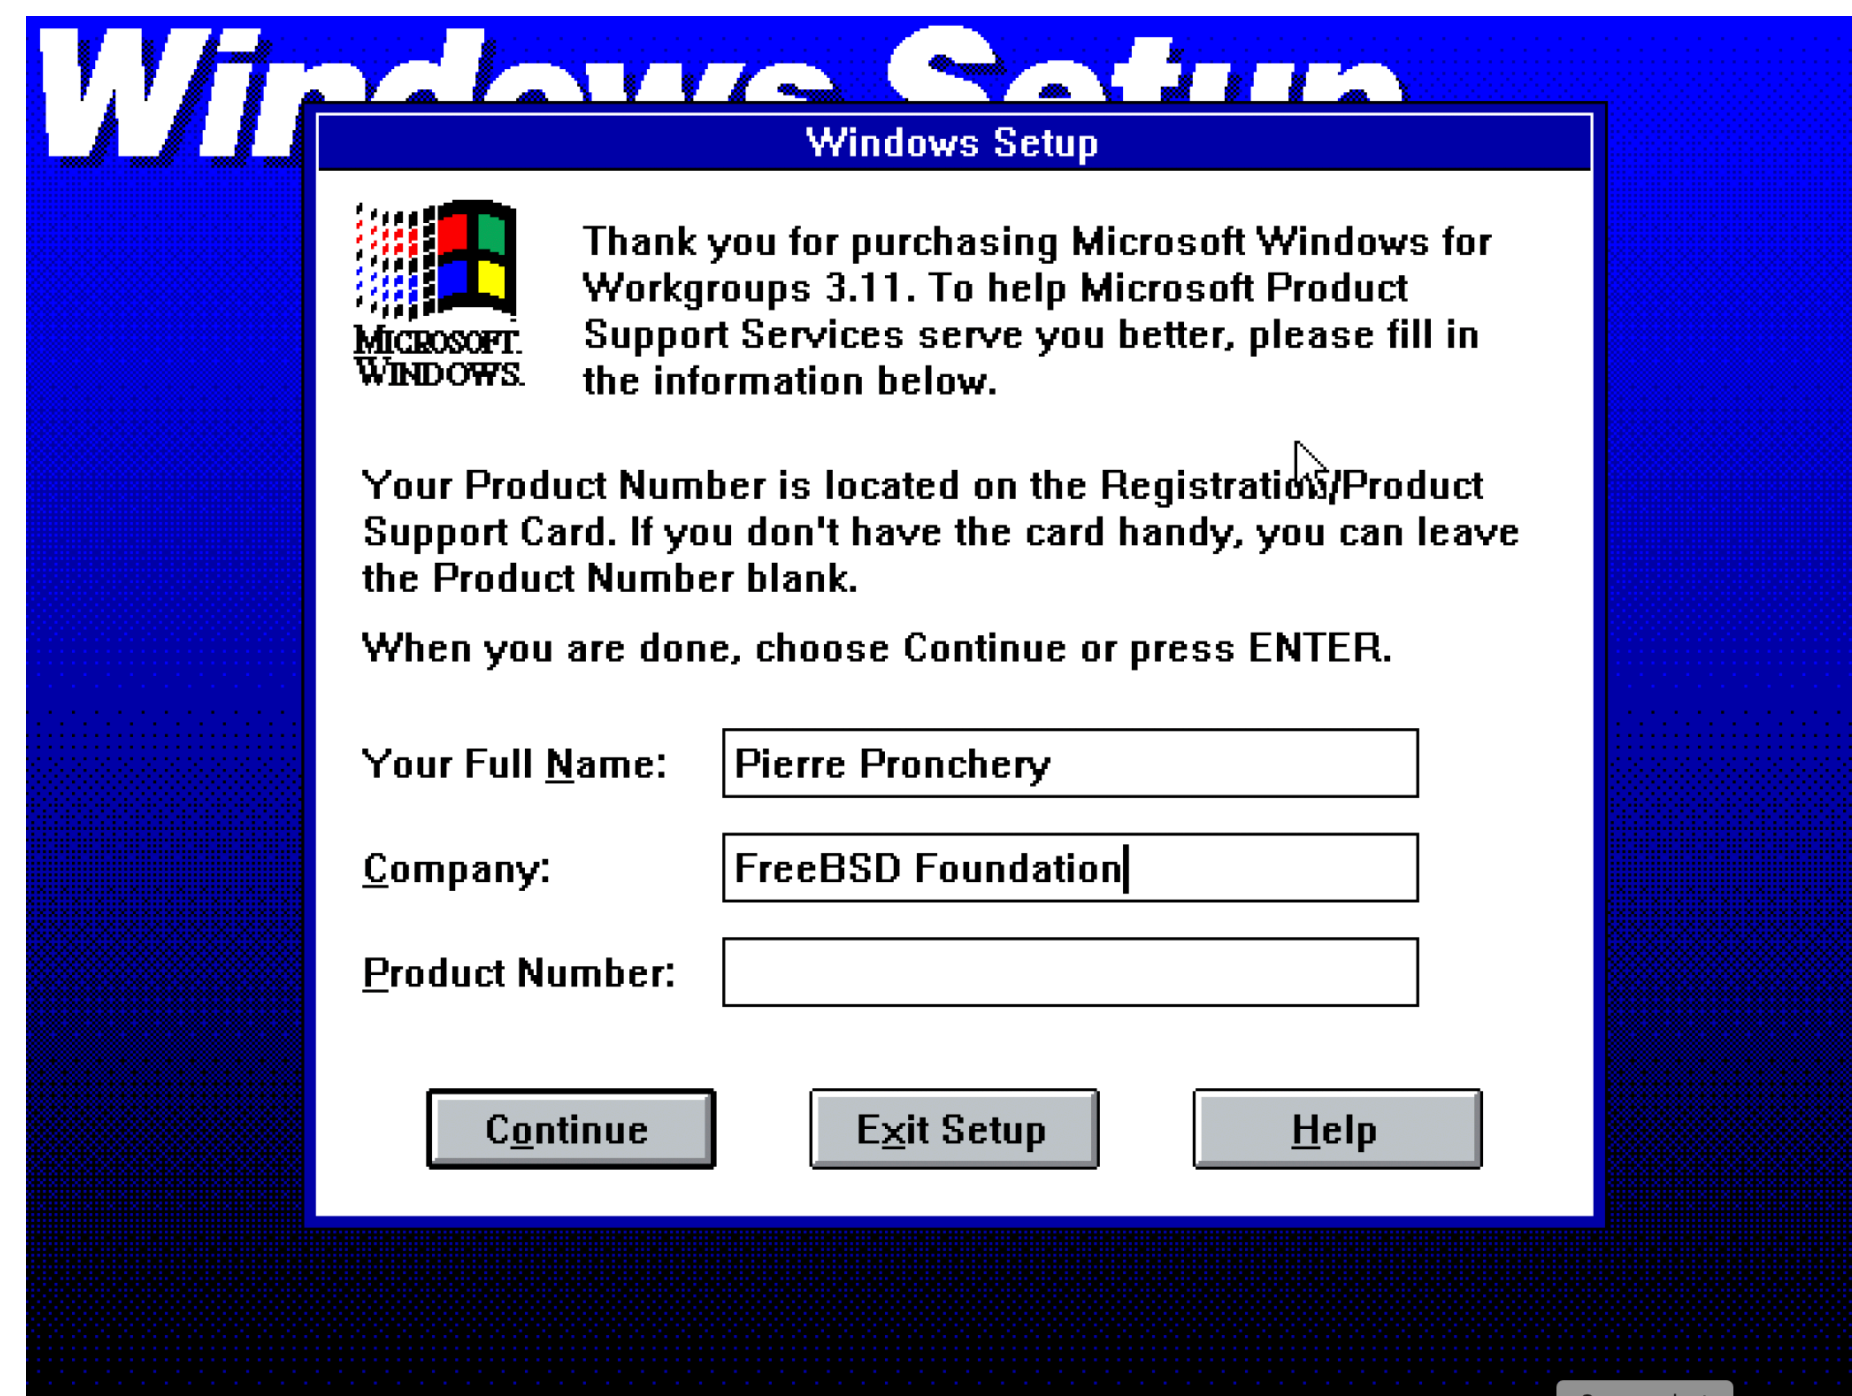 Windows Setup
Windows Setup
MICROSOFT.
WINDOWS.
Thank you for purchasing Microsoft Windows for
Workgroups 3.11. To help Microsoft Product
Support Services serve you better, please fill in
the information below.
Your Product Number is located on the Registration/Product
Support Card. If you don't have the card handy, you can leave
the Product Number blank.
When you are done, choose Continue or press ENTER.
Your Full Name: Pierre Pronchery
Company: FreeBSD Foundation
Product Number:
Continue Exit Setup Help